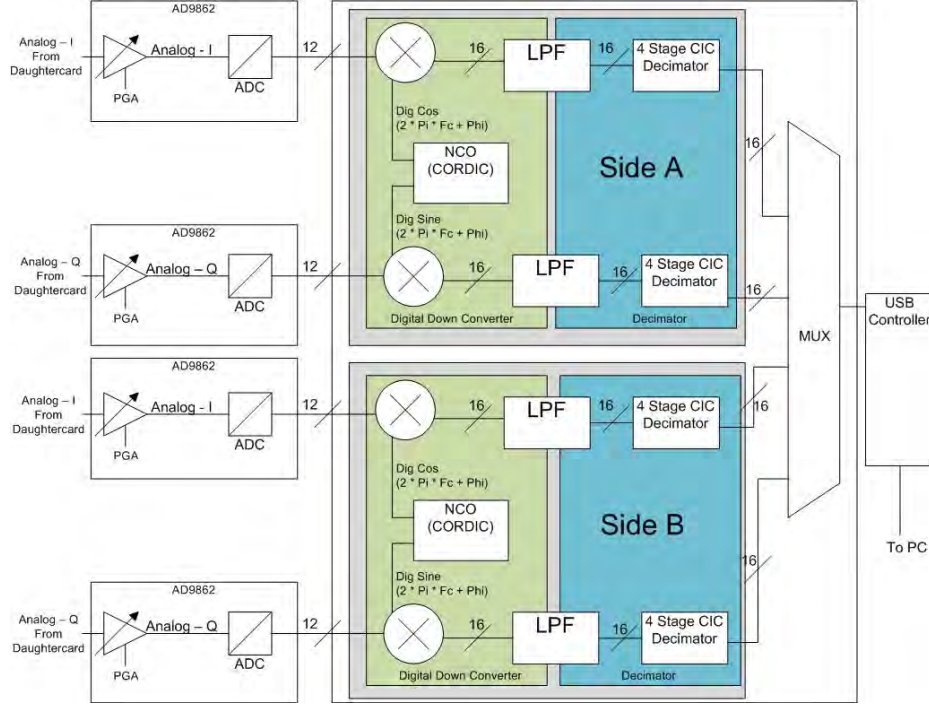 AD9862
Analog – I
From
Daughtercard
Analog - I
PGA
ADC
12
16
LPF
16
4 Stage CIC
Decimator
Dig Cos
(2 * Pi * Fc + Phi)
NCO
(CORDIC)
Side A
16
Dig Sine
(2 * Pi * Fc + Phi)
AD9862
Analog – Q
From
Daughtercard
Analog – Q
PGA
ADC
12
16
LPF
16
4 Stage CIC
Decimator
16
Digital Down Converter
Decimator
MUX
USB
Controller
To PC
AD9862
Analog – I
From
Daughtercard
Analog - I
PGA
ADC
12
16
LPF
16
4 Stage CIC
Decimator
16
Dig Cos
(2 * Pi * Fc + Phi)
NCO
(CORDIC)
Side B
16
Dig Sine
(2 * Pi * Fc + Phi)
AD9862
Analog – Q
From
Daughtercard
Analog – Q
PGA
ADC
12
16
LPF
16
4 Stage CIC
Decimator
Digital Down Converter
Decimator